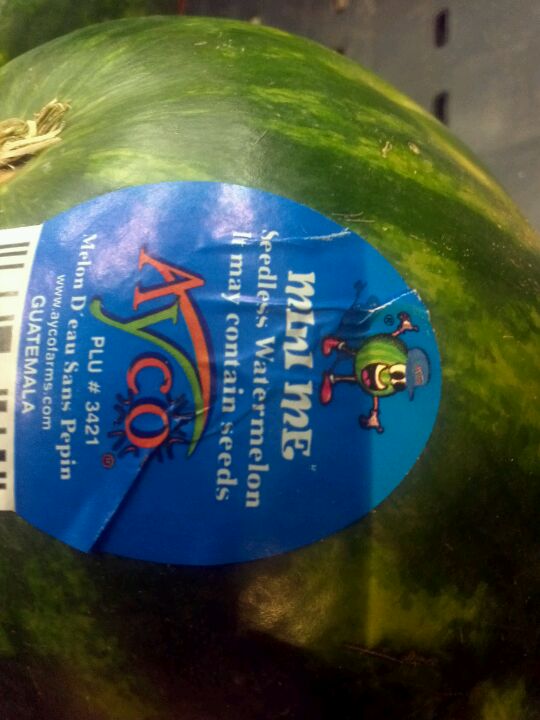 mInI mE
Seedless Watermelon
It may contain seeds
AYCO
®
PLU # 3421
Melon D'eau Sans Pepin
www.aycofarms.com
GUATEMALA